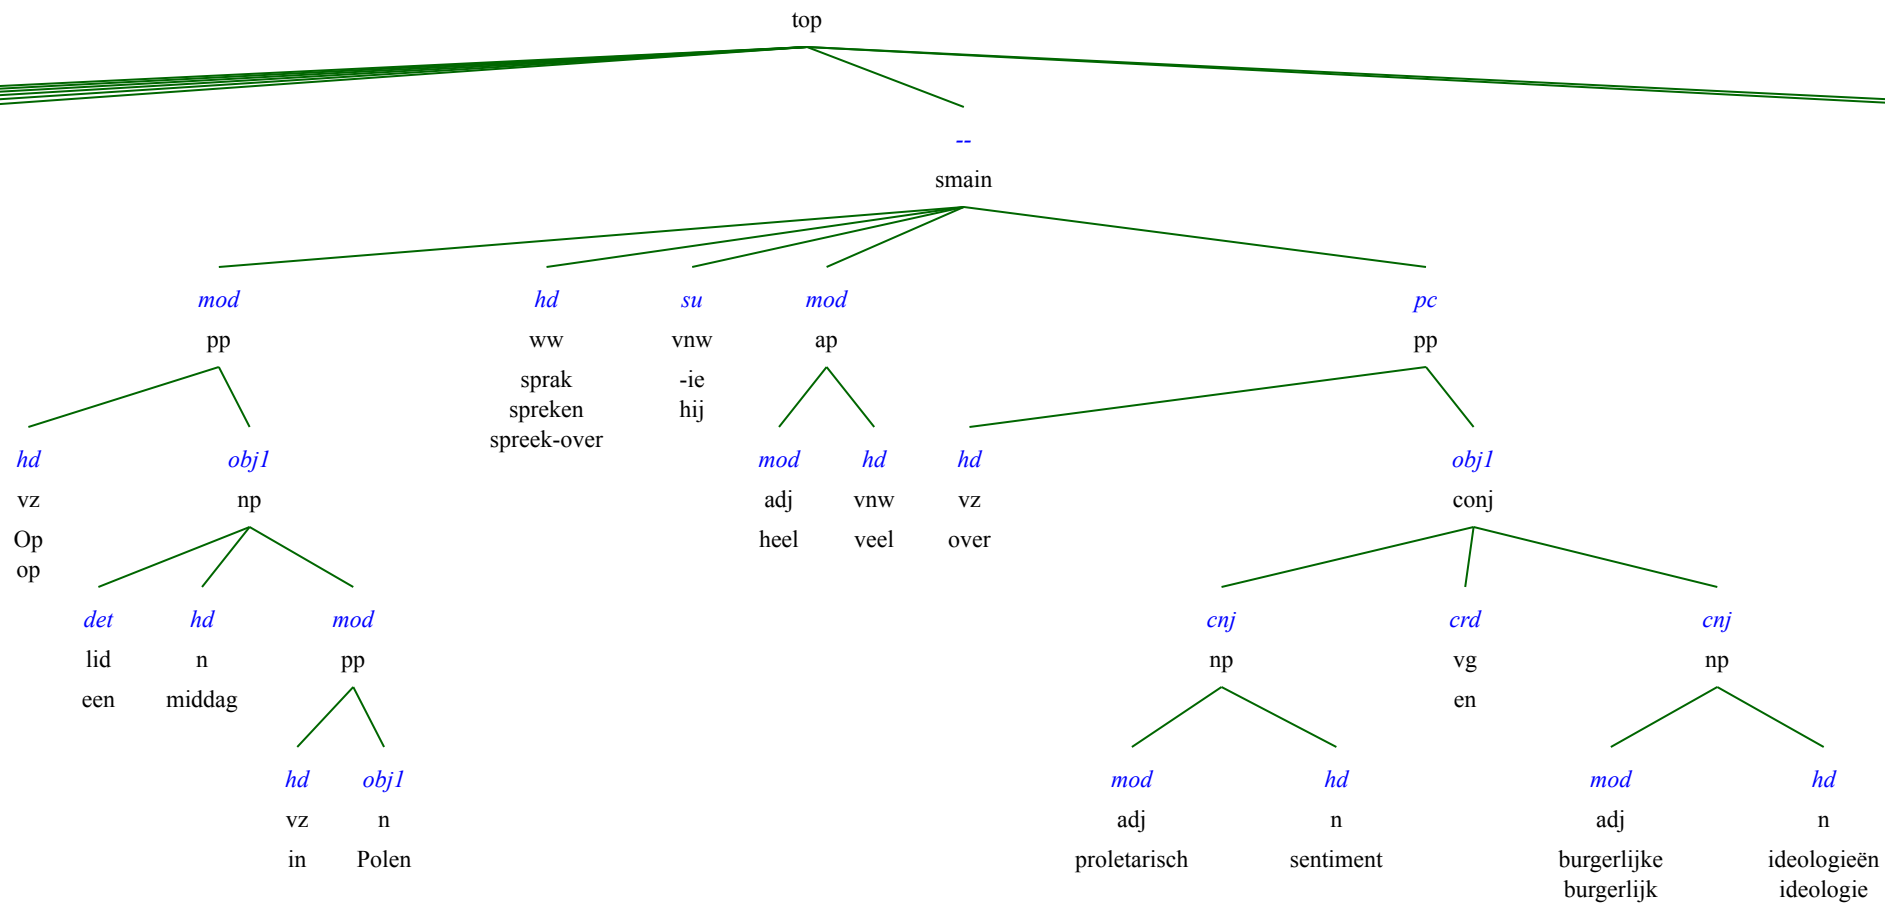 top
--
smain
mod hd su mod pc
pp ww vnw ap pp
sprak -ie
spreken hij
spreek-over
hd obj1 mod hd hd obj1
vz np adj vnw vz conj
Op heel veel over
op
det hd mod cnj crd cnj
lid n pp np vg np
een middag en
hd obj1 mod hd mod hd
vz n adj n adj n
in Polen proletarisch sentiment burgerlijke ideologieën
burgerlijk ideologie